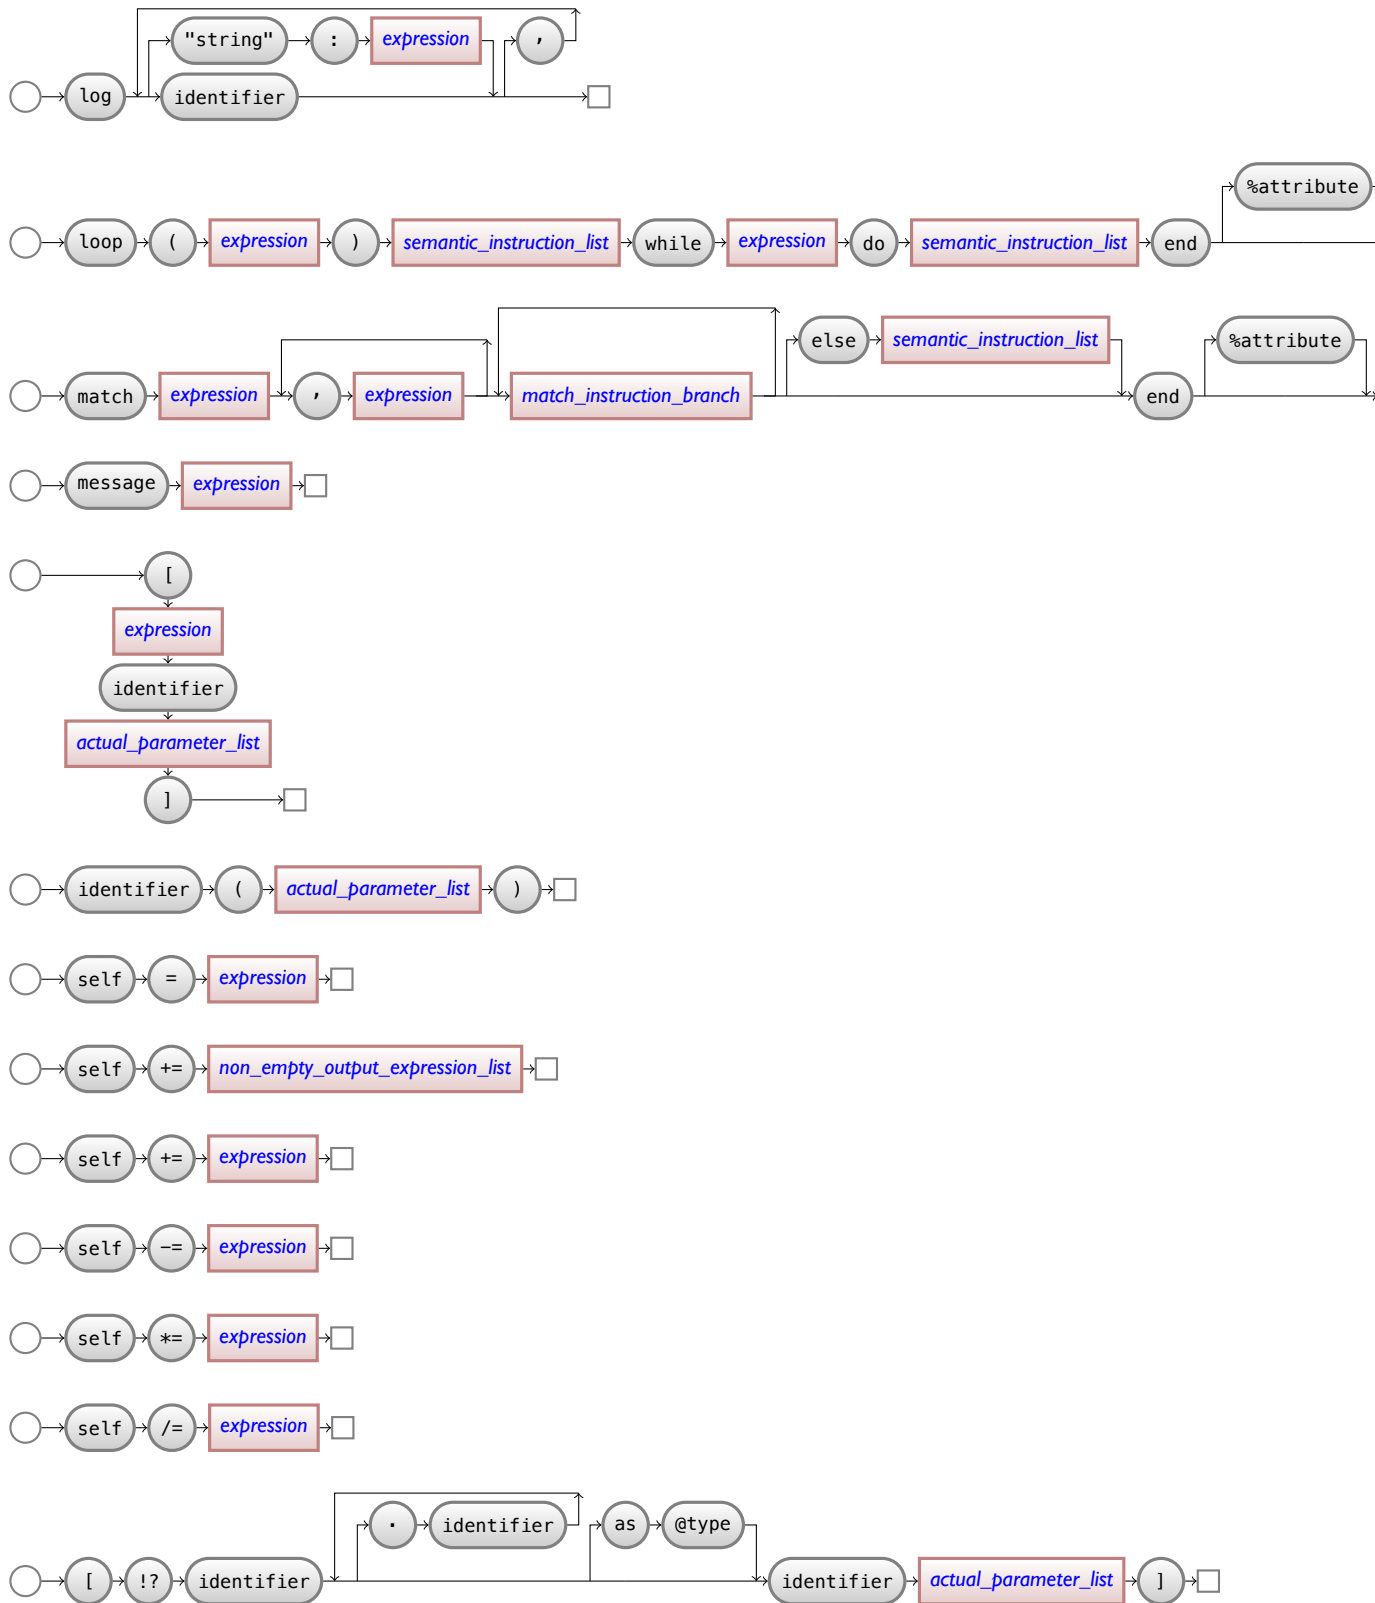 "string" : expression ,
log identifier
%attribute
loop ( expression ) semantic_instruction_list while expression do semantic_instruction_list end
else semantic_instruction_list %attribute
match expression , expression match_instruction_branch end
message expression
[
expression
identifier
actual_parameter_list
]
identifier ( actual_parameter_list )
self = expression
self += non_empty_output_expression_list
self += expression
self -= expression
self *= expression
self /= expression
. identifier as @type
[ !? identifier identifier actual_parameter_list ]